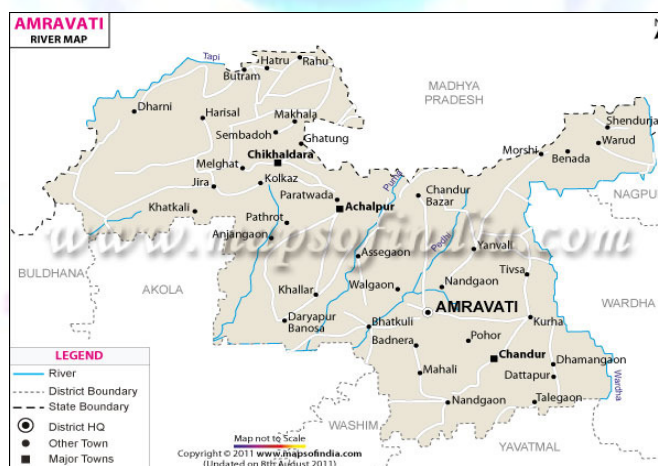 AMRAVATI
RIVER MAP
Tapi
Hatru
Rahu
Butram
MADHYA
PRADESH
Dharni
Harisal
Makhala
Shendurja
Sembadoh
Ghatung
Warud
Morshi
Benada
Chikhaldara
Melghat
Purna
NAGPU
Jira
Kolkaz
Chandur
Bazar
Paratwada
Khatkali
Achalpur
Pathrot
Pedhi
Anjangaon
www.mapsofindia.com
Yanvall
Assegaon
BULDHANA
AKOLA
Tivsa
Walgaon
Nandgaon
Khallar
WARDHA
AMRAVATI
Daryapur
Banosa
Bhatkuli
Kurha
Badnera
Pohor
LEGEND
Chandur
Dhamangaon
River
Mahali
Dattapur
Wardha
District Boundary
State Boundary
Nandgaon
Talegaon
District HQ
WASHIM
YAVATMAL
Other Town
Map not to Scale
Major Towns
Copyright © 2011 www.mapsofindia.com
(Updated on 8th August 2011)